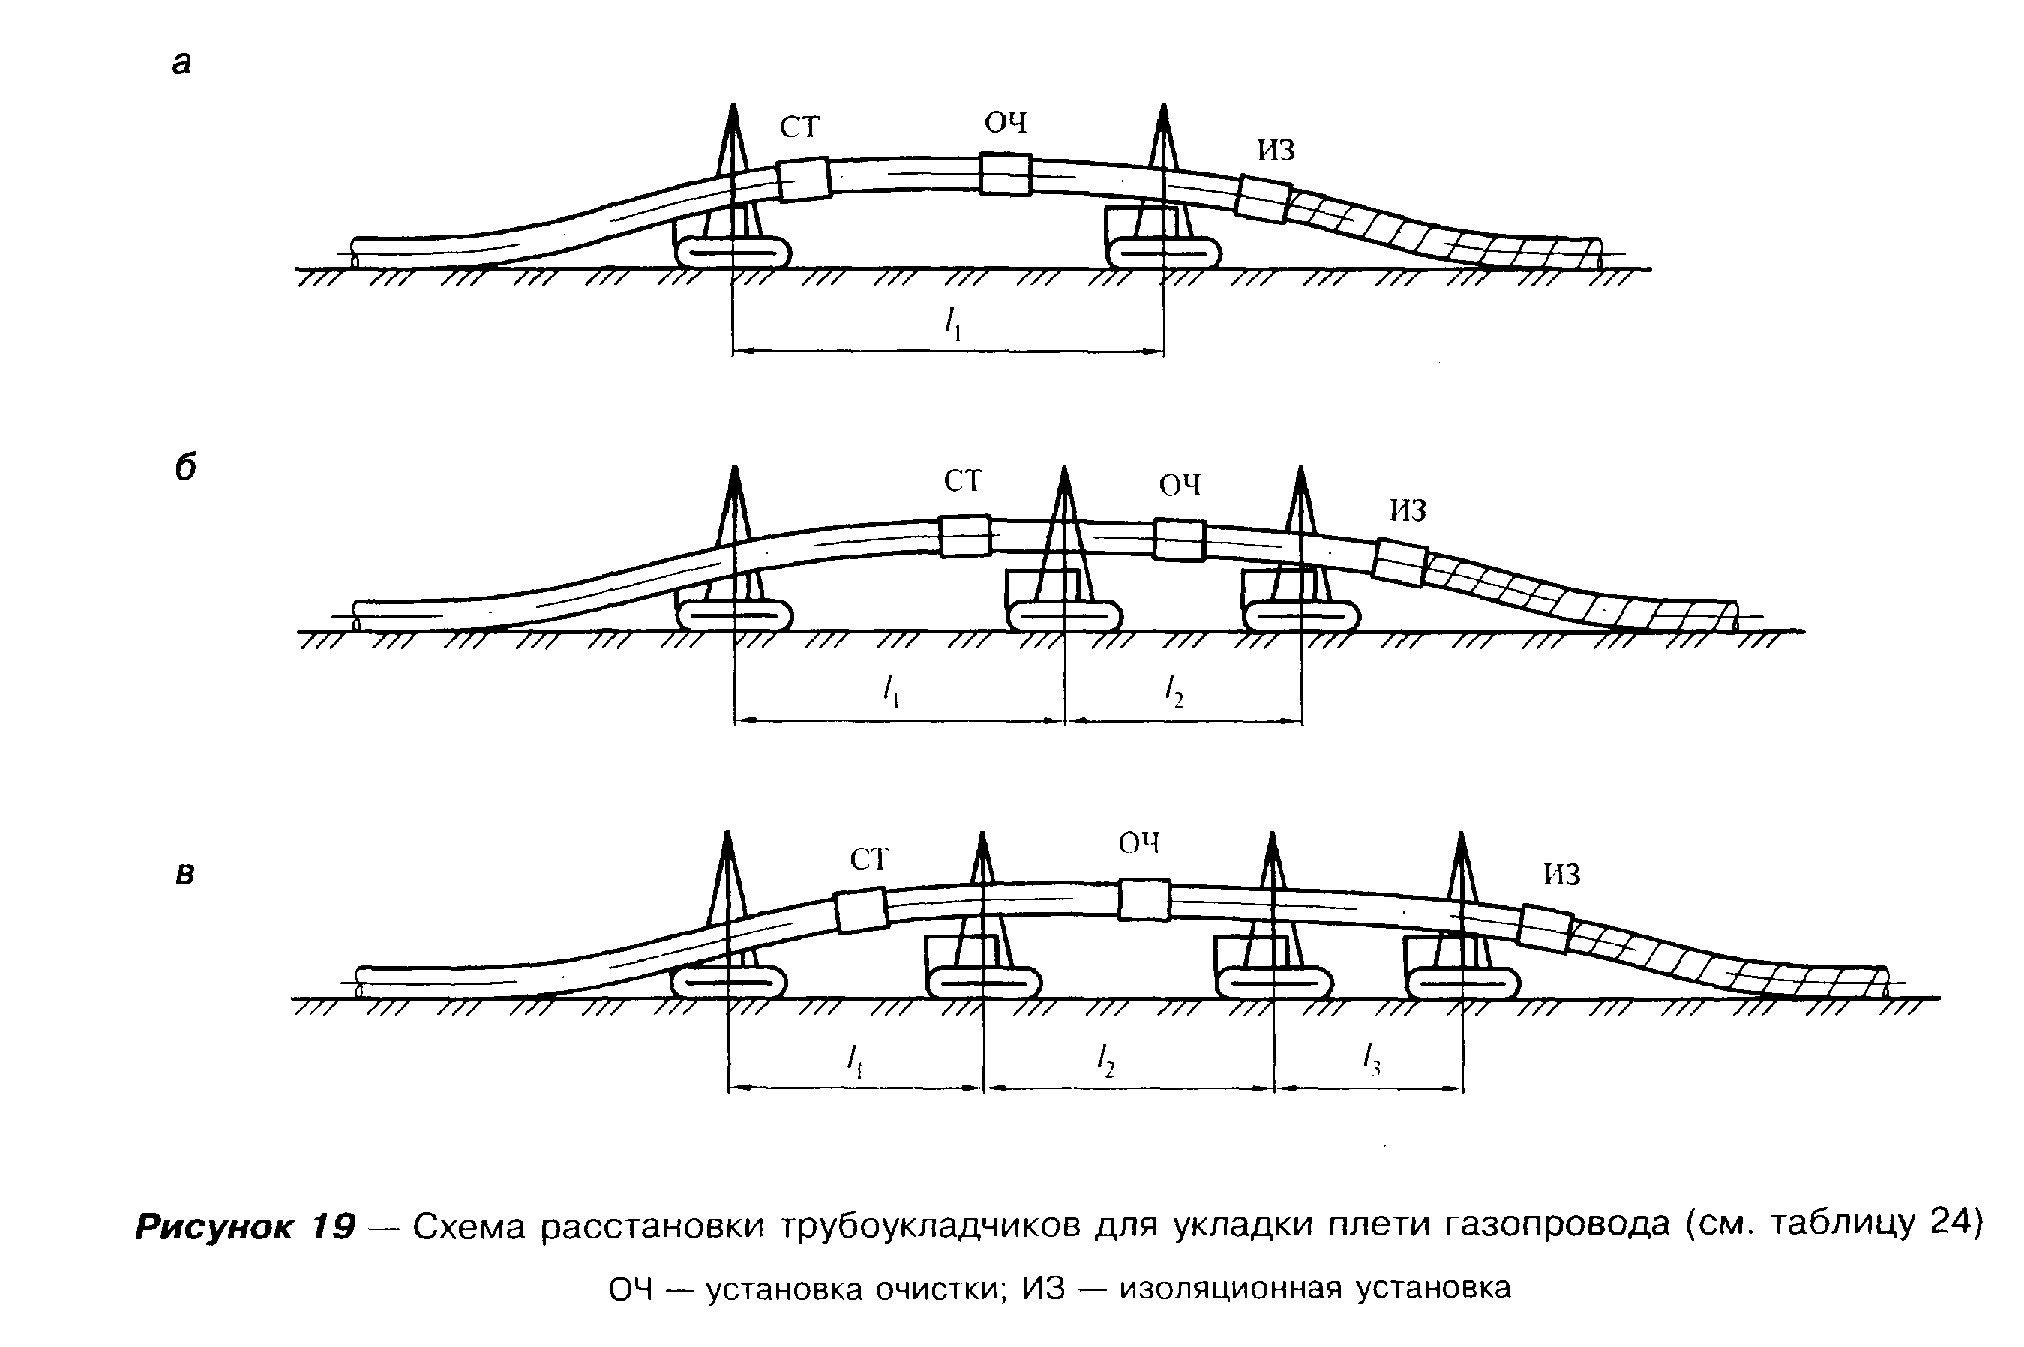 а
СТ ОЧ ИЗ
l1
б
СТ ОЧ ИЗ
l1 l2
в
СТ ОЧ ИЗ
l1 l2 l3
Рисунок 19 — Схема расстановки трубоукладчиков для укладки плети газопровода (см. таблицу 24)
ОЧ — установка очистки; ИЗ — изоляционная установка